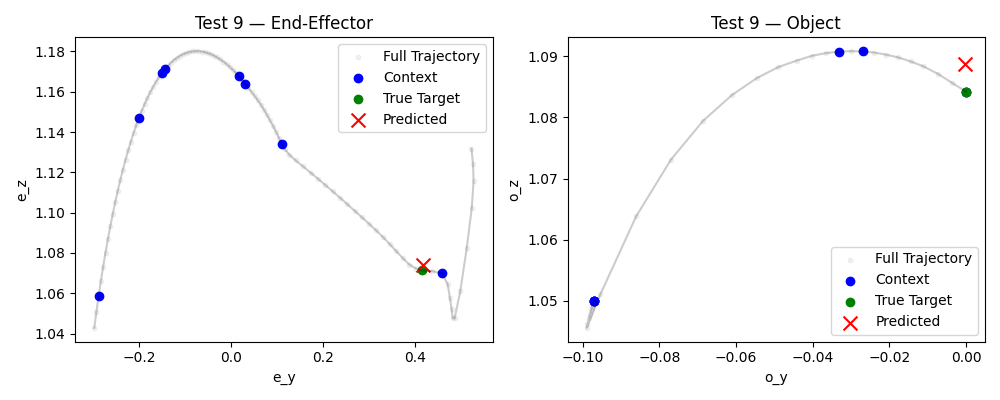 Test 9 — End-Effector
1.18
1.16
1.14
1.12
1.10
1.08
1.06
1.04
e_z
−0.2
0.0
0.2
0.4
e_y
Full Trajectory
Context
True Target
Predicted
Test 9 — Object
1.09
1.08
1.07
1.06
1.05
o_z
−0.10
−0.08
−0.06
−0.04
−0.02
0.00
o_y
Full Trajectory
Context
True Target
Predicted